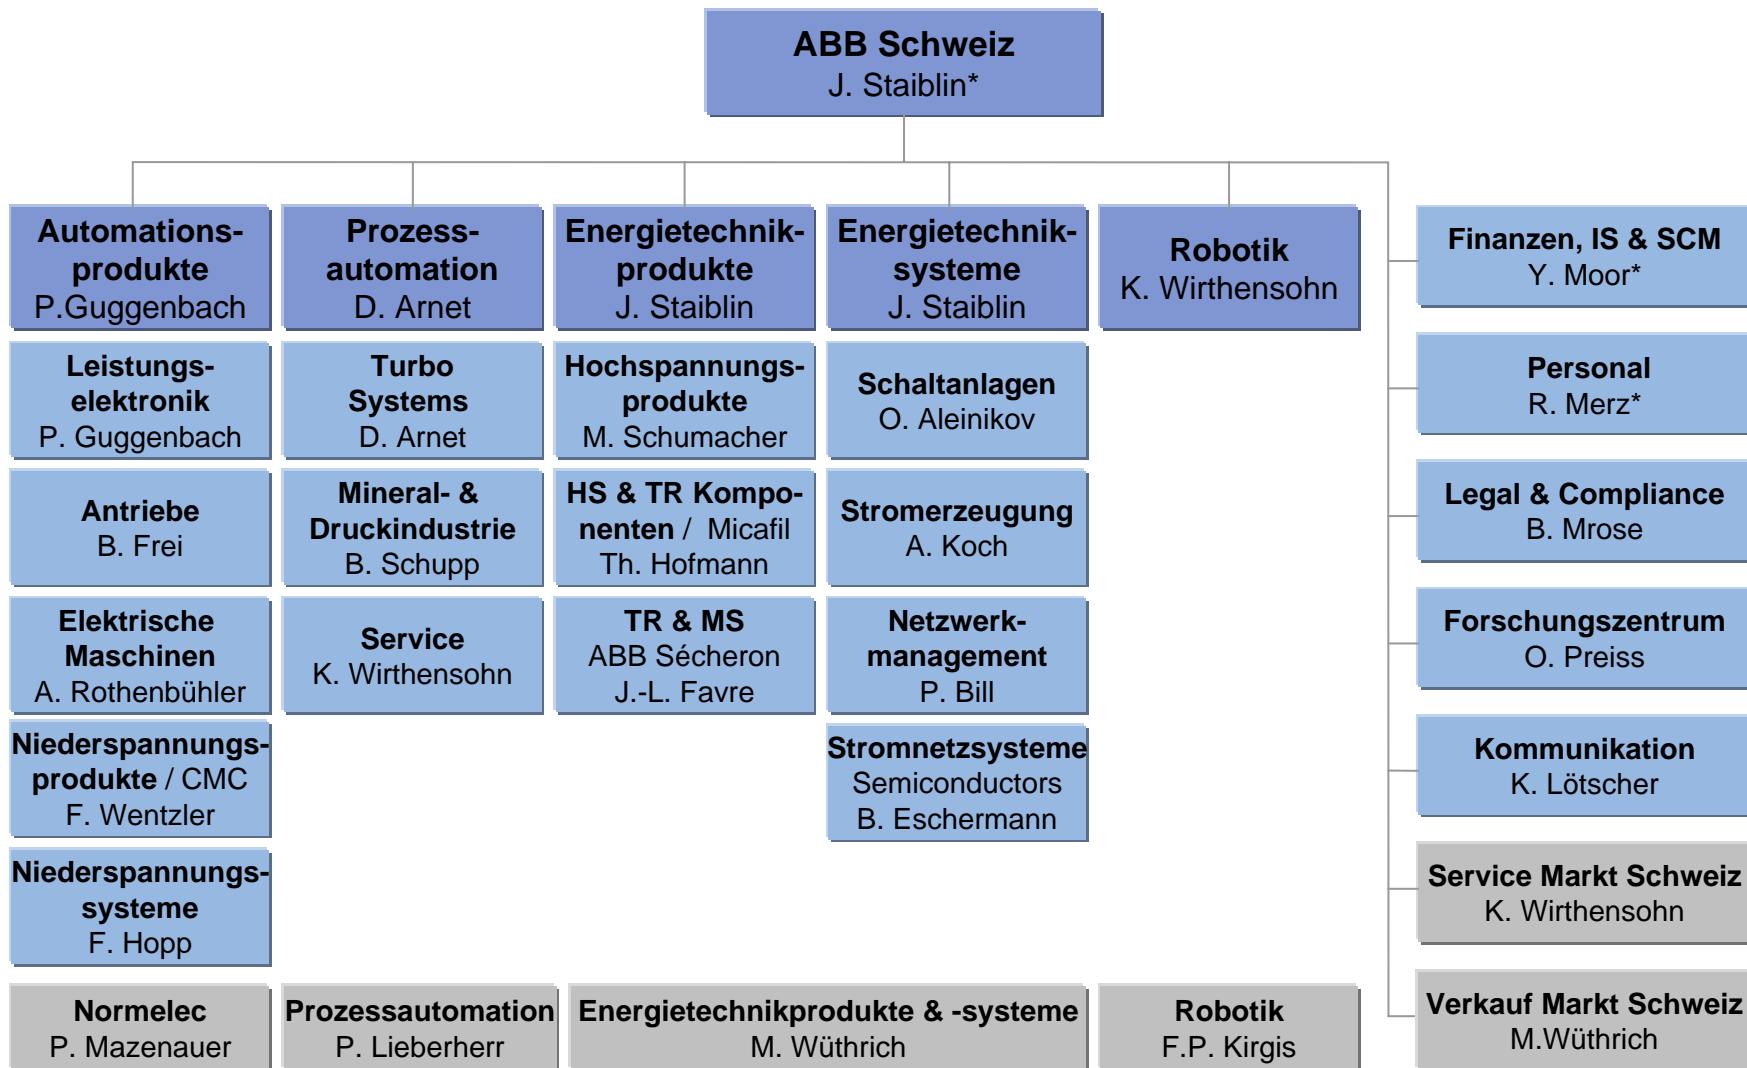 ABB Schweiz
J. Staiblin*
Automations-
produkte
P.Guggenbach
Prozess-
automation
D. Arnet
Energietechnik-
produkte
J. Staiblin
Energietechnik-
systeme
J. Staiblin
Robotik
K. Wirthensohn
Leistungs-
elektronik
P. Guggenbach
Antriebe
B. Frei
Elektrische
Maschinen
A. Rothenbühler
Niederspannungs-
produkte / CMC
F. Wentzler
Niederspannungs-
systeme
F. Hopp
Normelec
P. Mazenauer
Turbo
Systems
D. Arnet
Mineral- &
Druckindustrie
B. Schupp
Service
K. Wirthensohn
Prozessautomation
P. Lieberherr
Hochspannungs-
produkte
M. Schumacher
HS & TR Kompo-
nenten / Micafil
Th. Hofmann
TR & MS
ABB Sécheron
J.-L. Favre
Schaltanlagen
O. Aleinikov
Stromerzeugung
A. Koch
Netzwerk-
management
P. Bill
Stromnetzsysteme
Semiconductors
B. Eschermann
Energietechnikprodukte & -systeme
M. Wüthrich
Robotik
F.P. Kirgis
Finanzen, IS & SCM
Y. Moor*
Personal
R. Merz*
Legal & Compliance
B. Mrose
Forschungszentrum
O. Preiss
Kommunikation
K. Lötscher
Service Markt Schweiz
K. Wirthensohn
Verkauf Markt Schweiz
M.Wüthrich